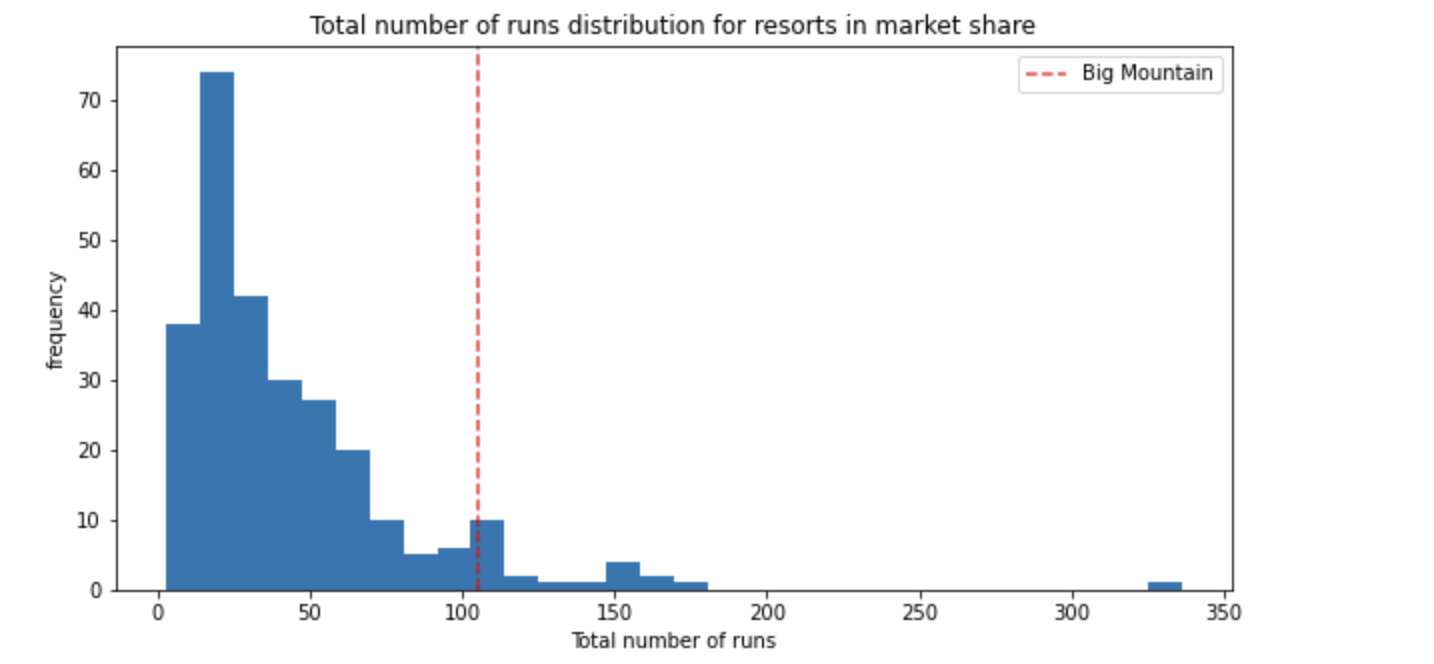 Total number of runs distribution for resorts in market share
Big Mountain
frequency
70
60
50
40
30
20
10
0
0 50 100 150 200 250 300 350
Total number of runs